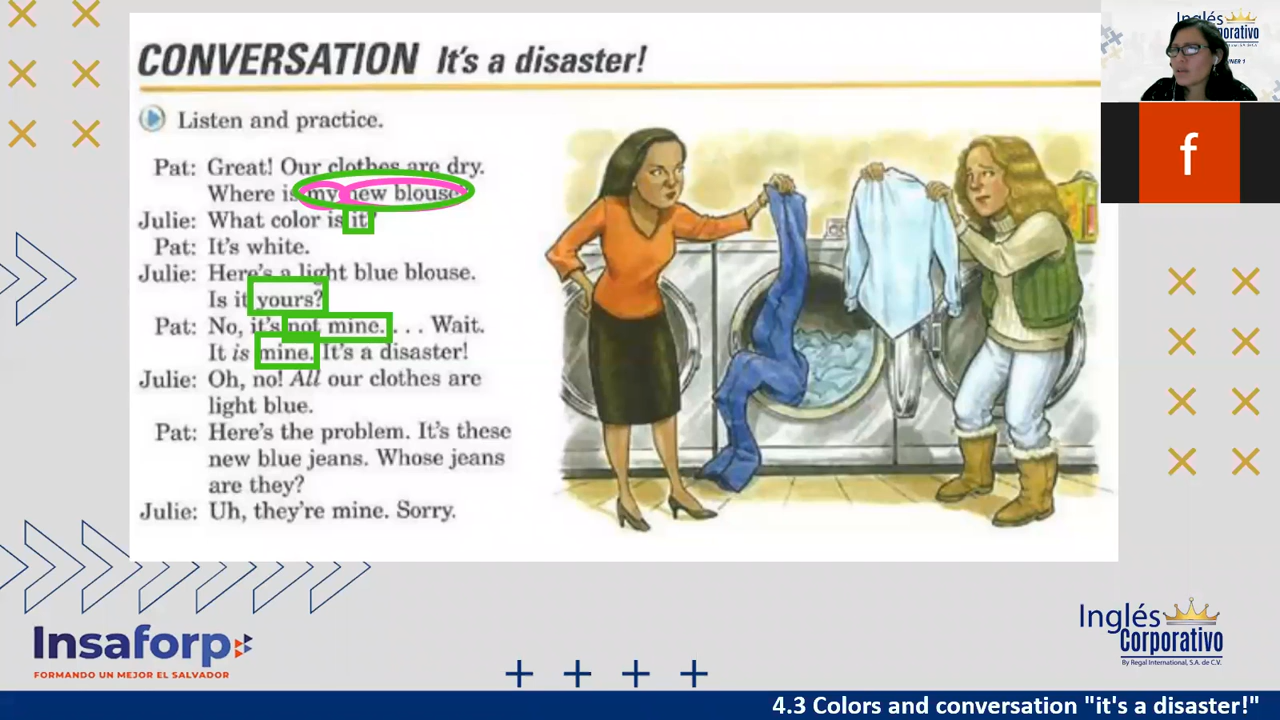 CONVERSATION It's a disaster!
Listen and practice.
Pat: Great! Our clothes are dry.
Where is my new blouse?
Julie: What color is it?
Pat: It's white.
Julie: Here's a light blue blouse.
Is it yours?
Pat: No, it's not mine. . . . Wait.
It is mine. It's a disaster!
Julie: Oh, no! All our clothes are
light blue.
Pat: Here's the problem. It's these
new blue jeans. Whose jeans
are they?
Julie: Uh, they're mine. Sorry.
Inglés
Corporativo
f
Insaforp
FORMANDO UN MEJOR EL SALVADOR
Inglés
Corporativo
By Regal International, S.A. de C.V.
4.3 Colors and conversation "it's a disaster!"